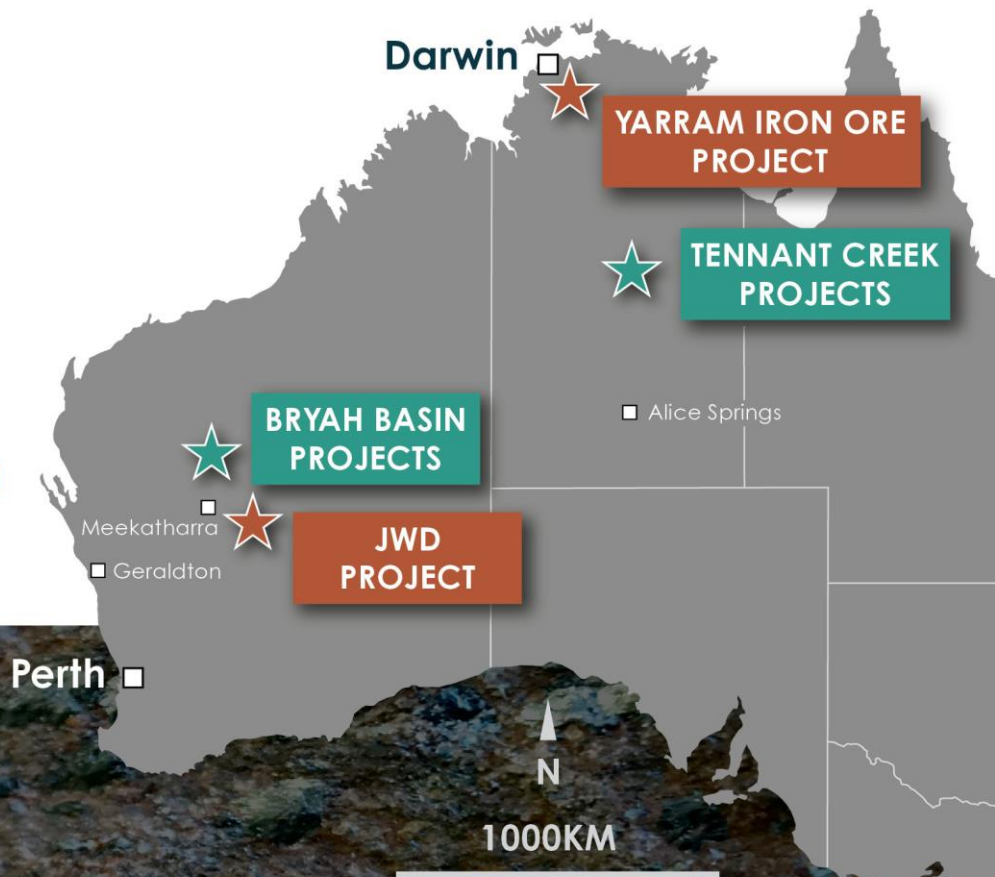 Darwin
YARRAM IRON ORE
PROJECT
TENNANT CREEK
PROJECTS
BRYAH BASIN
PROJECTS
Alice Springs
Meekatharra
JWD
PROJECT
Geraldton
Perth
N
1000KM